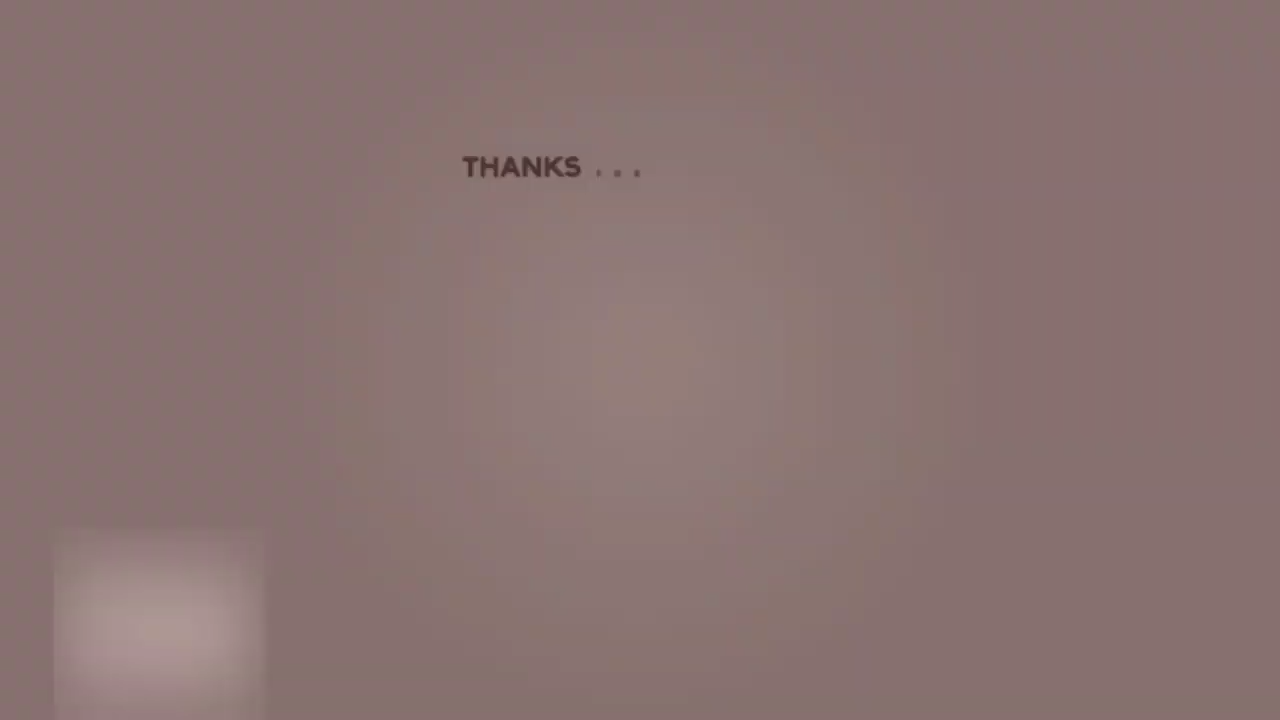 THANKS . . .